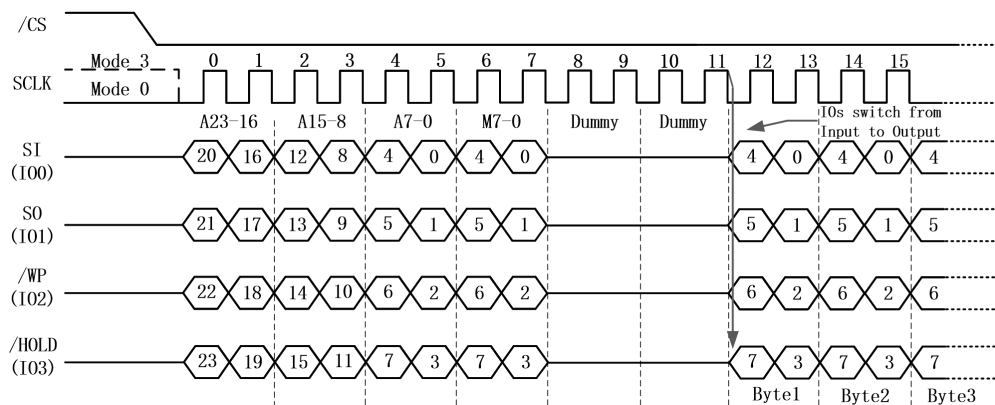 /CS
Mode 3
0 1 2 3 4 5 6 7 8 9 10 11 12 13 14 15
SCLK
Mode 0
IOs switch from
Input to Output
A23-16 A15-8 A7-0 M7-0 Dummy Dummy
SI
(IO0)
20 16 12 8 4 0 4 0 4 0 4 0 4
SO
(IO1)
21 17 13 9 5 1 5 1 5 1 5 1 5
/WP
(IO2)
22 18 14 10 6 2 6 2 6 2 6 2 6
/HOLD
(IO3)
23 19 15 11 7 3 7 3 7 3 7 3 7
Byte1 Byte2 Byte3